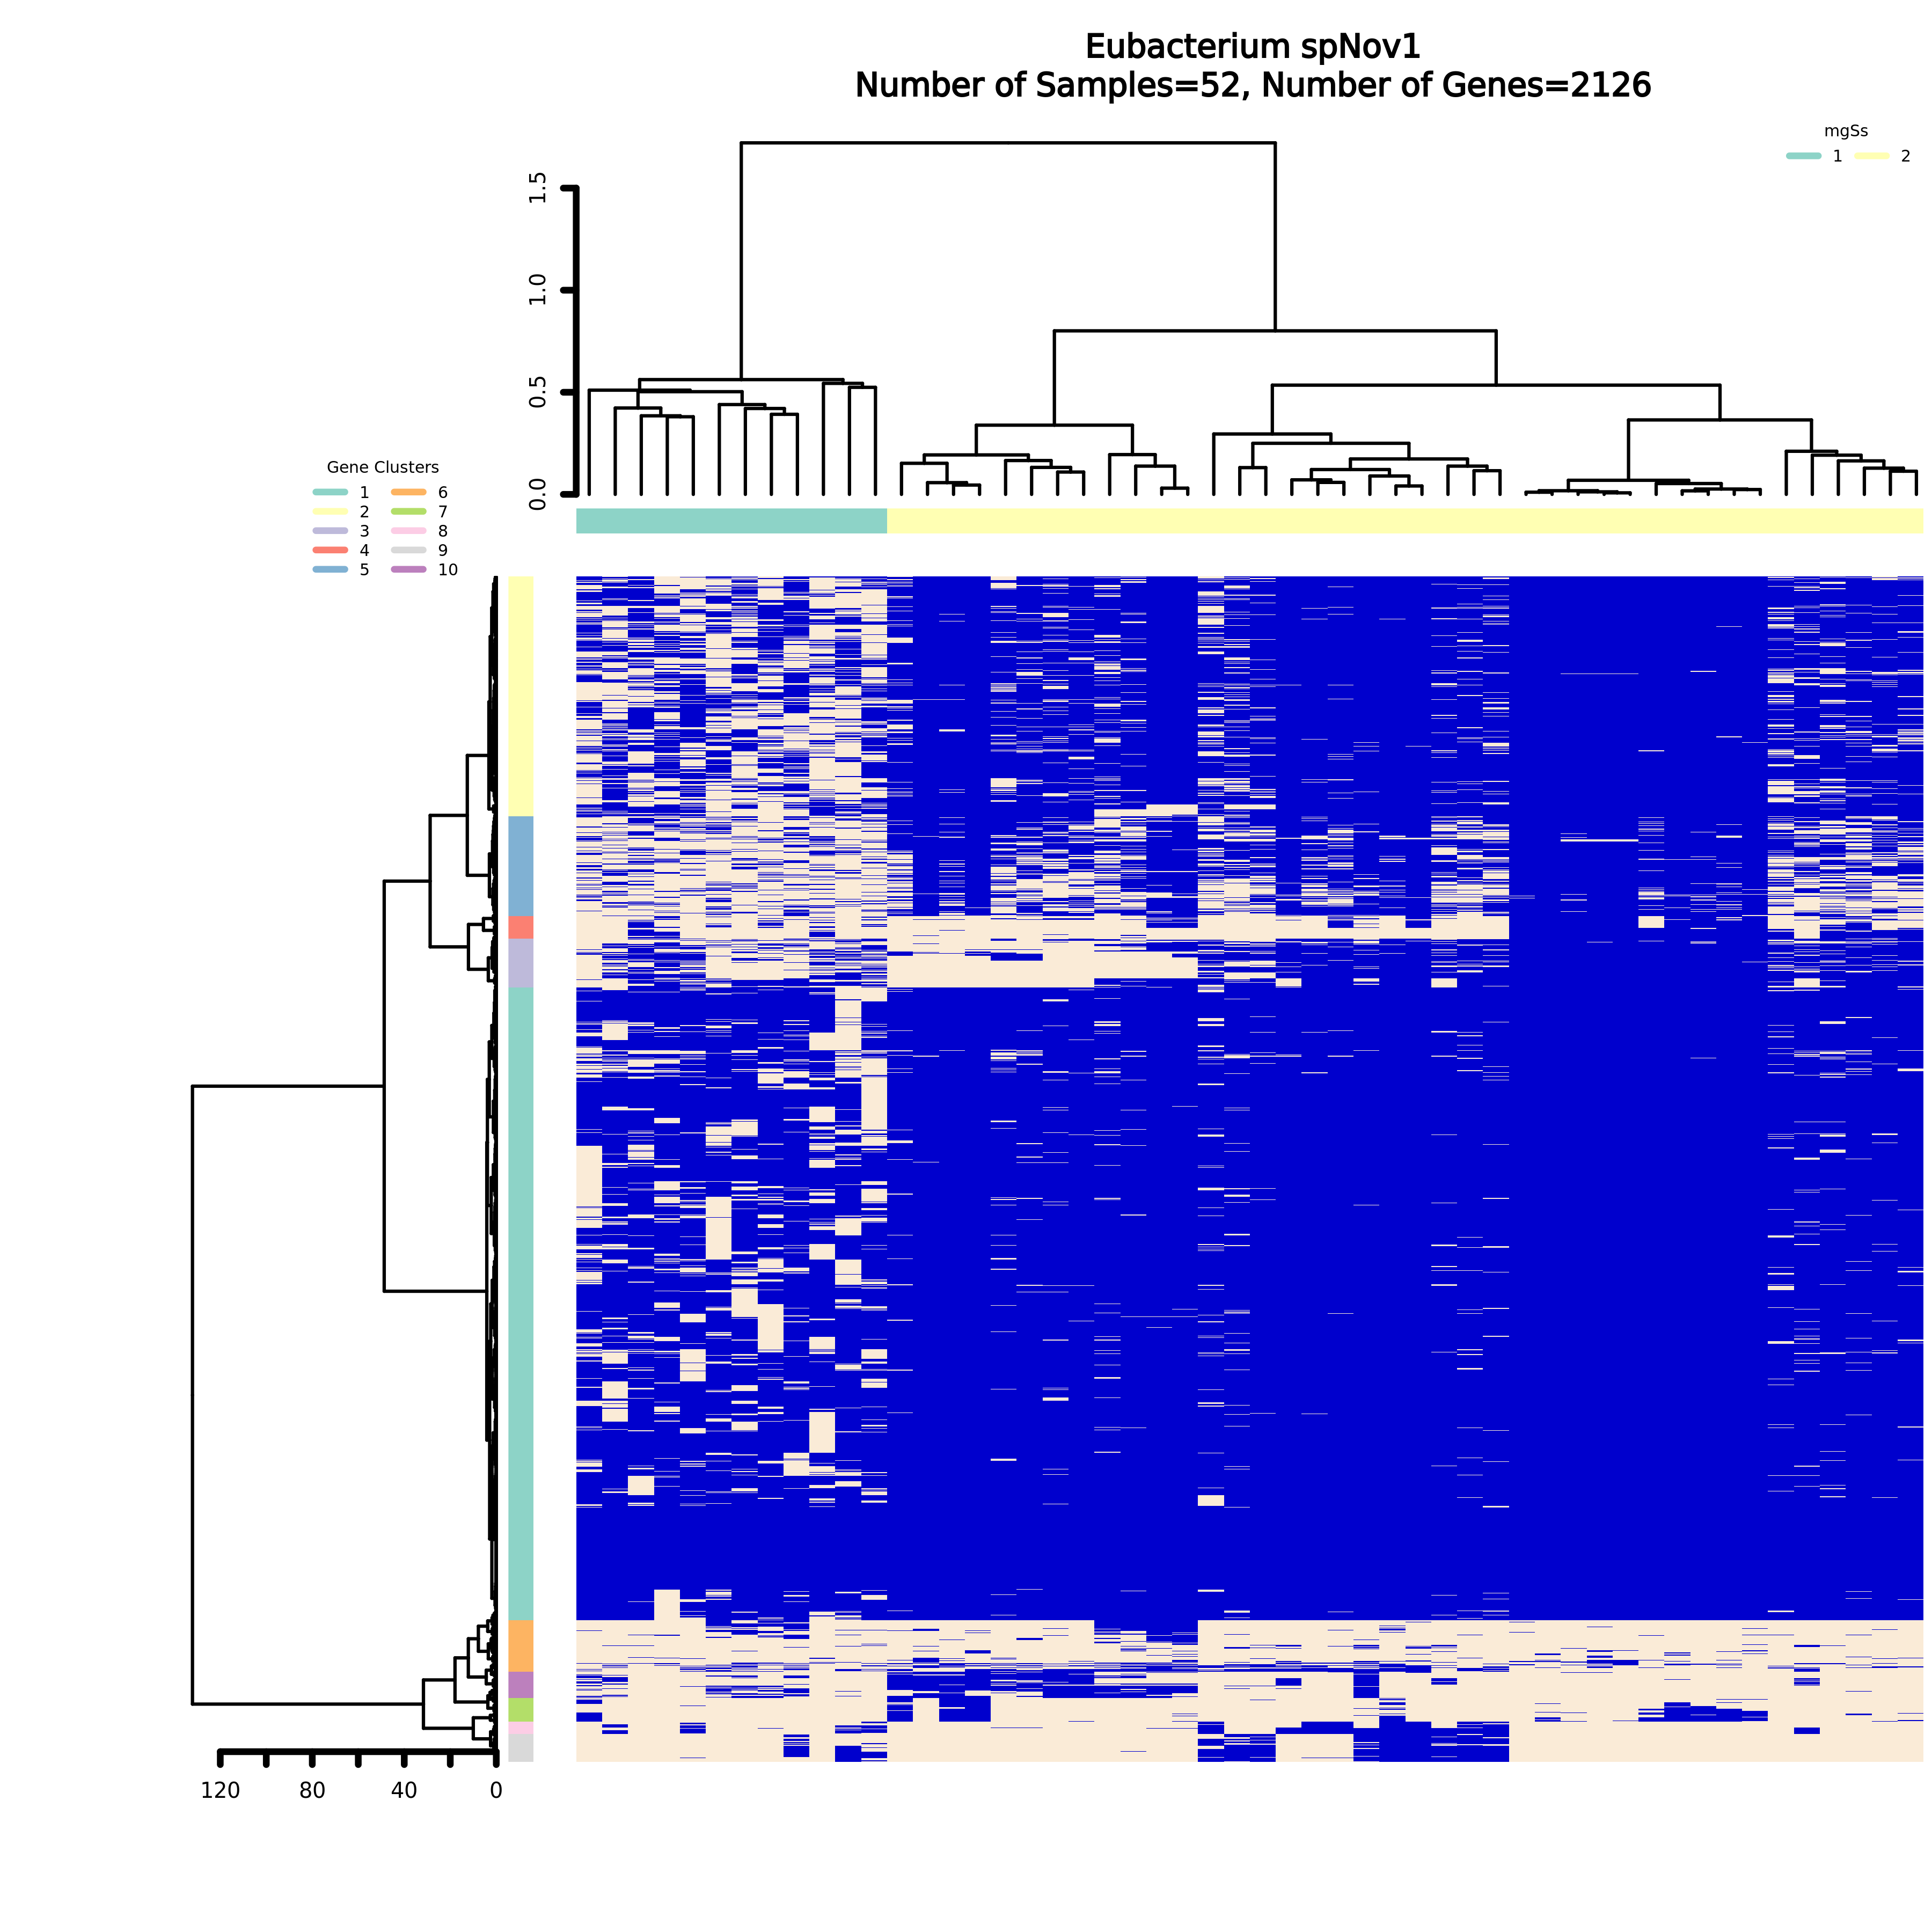 Eubacterium spNov1
Number of Samples=52, Number of Genes=2126
mgSs
1 2
1.5
1.0
0.5
0.0
Gene Clusters
1 6
2 7
3 8
4 9
5 10
120 80 40 0